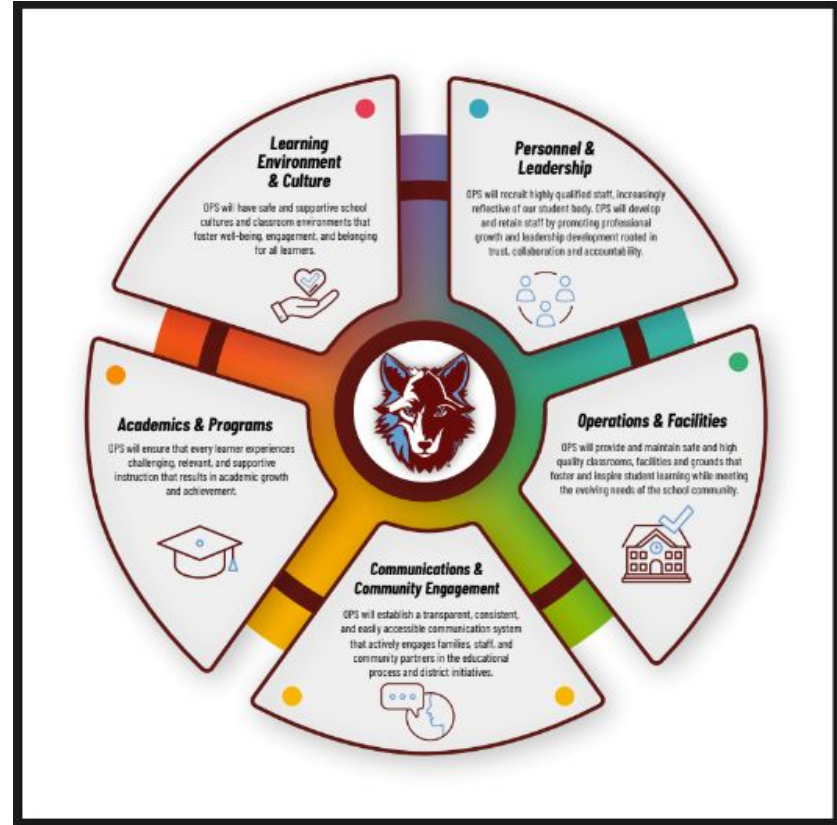 Learning
Environment
& Culture
OPS will have safe and supportive school
cultures and classroom environments that
foster well-being, engagement, and belonging
for all learners.
Personnel &
Leadership
OPS will recruit highly qualified staff, increasingly
reflective of our student body. OPS will develop
and retain staff by promoting professional
growth and leadership development rooted in
trust, collaboration and accountability.
Academics & Programs
OPS will ensure that every learner experiences
challenging, relevant, and supportive
instruction that results in academic growth
and achievement.
Operations & Facilities
OPS will provide and maintain safe and high
quality classrooms, facilities and grounds that
foster and inspire student learning while meeting
the evolving needs of the school community.
Communications &
Community Engagement
OPS will establish a transparent, consistent,
and easily accessible communication system
that actively engages families, staff, and
community partners in the educational
process and district initiatives.